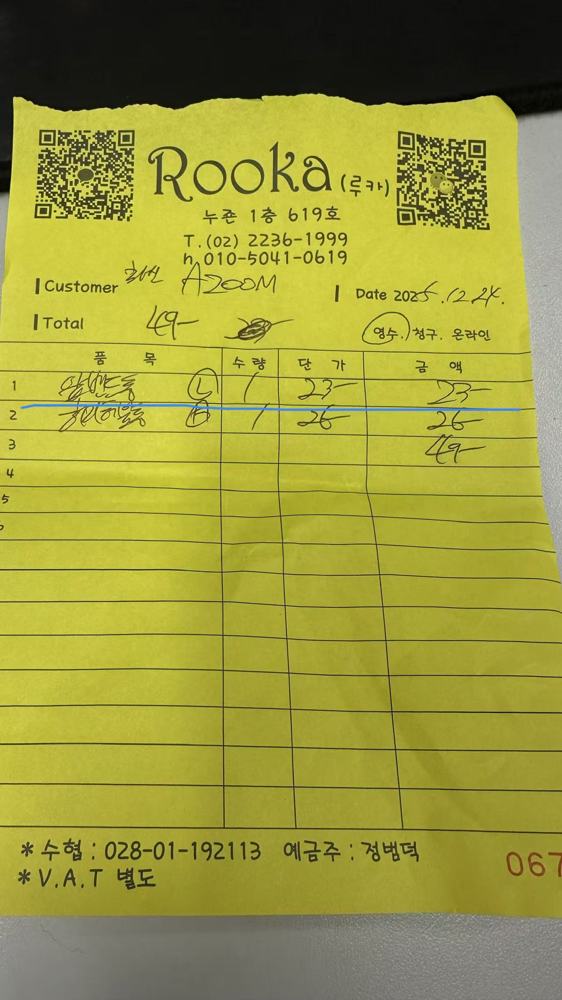 Rooka (루카)
누죤 1층 619호
T.(02) 2236-1999
h.010-5041-0619
Customer AZOOM
Date 2025.12.24.
Total 49-
영수. 청구. 온라인
품 목 수 량 단 가 금 액
1 L 1 23- 23-
2 1 26- 26-
3 49-
4
5
* 수협 : 028-01-192113 예금주 : 정범덕
067
* V.A.T 별도